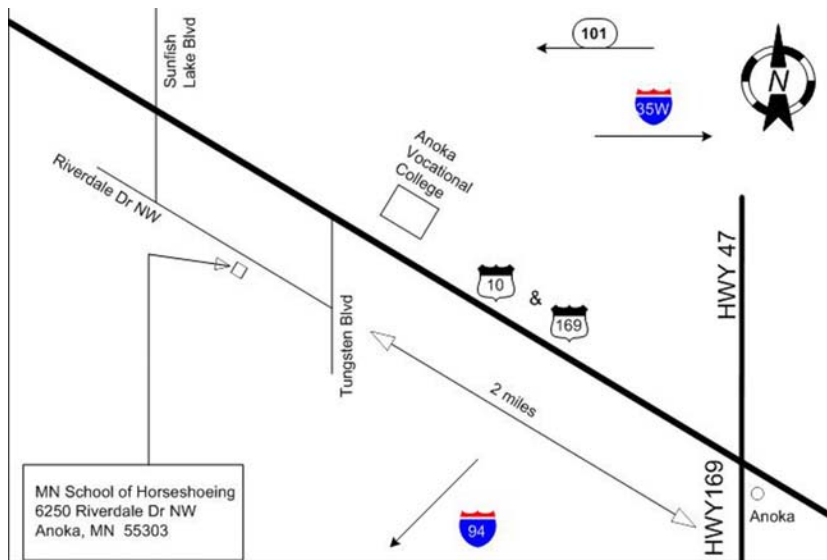 Sunfish
Lake Blvd
101
N
35W
Anoka
Vocational
College
Riverdale Dr NW
HWY 47
10
&
169
Tungsten Blvd
2 miles
MN School of Horseshoeing
6250 Riverdale Dr NW
Anoka, MN 55303
94
HWY169
Anoka